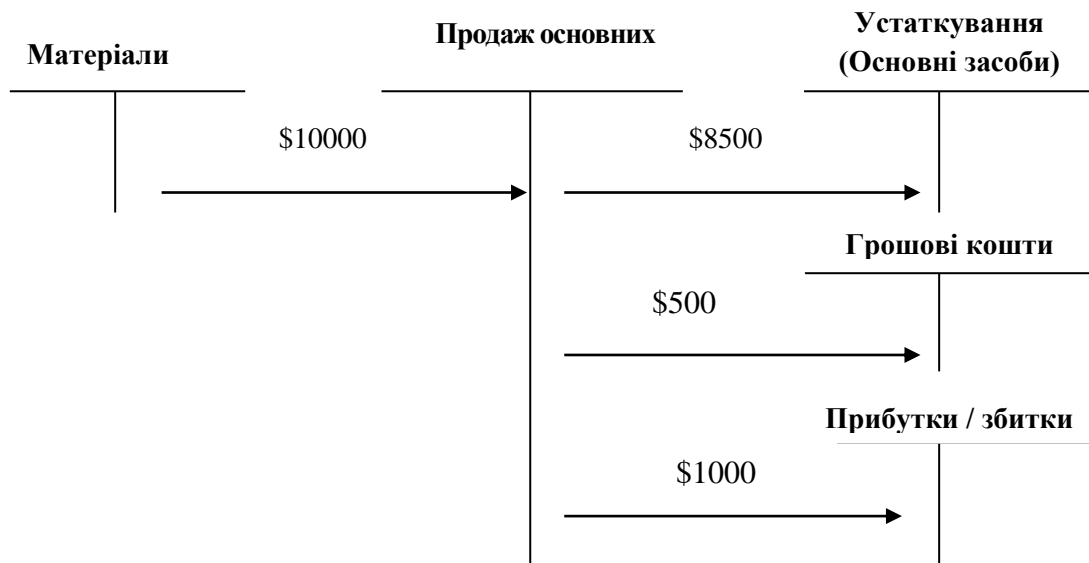 Матеріали
Продаж основних
Устаткування
(Основні засоби)
$10000
$8500
Грошові кошти
$500
Прибутки / збитки
$1000